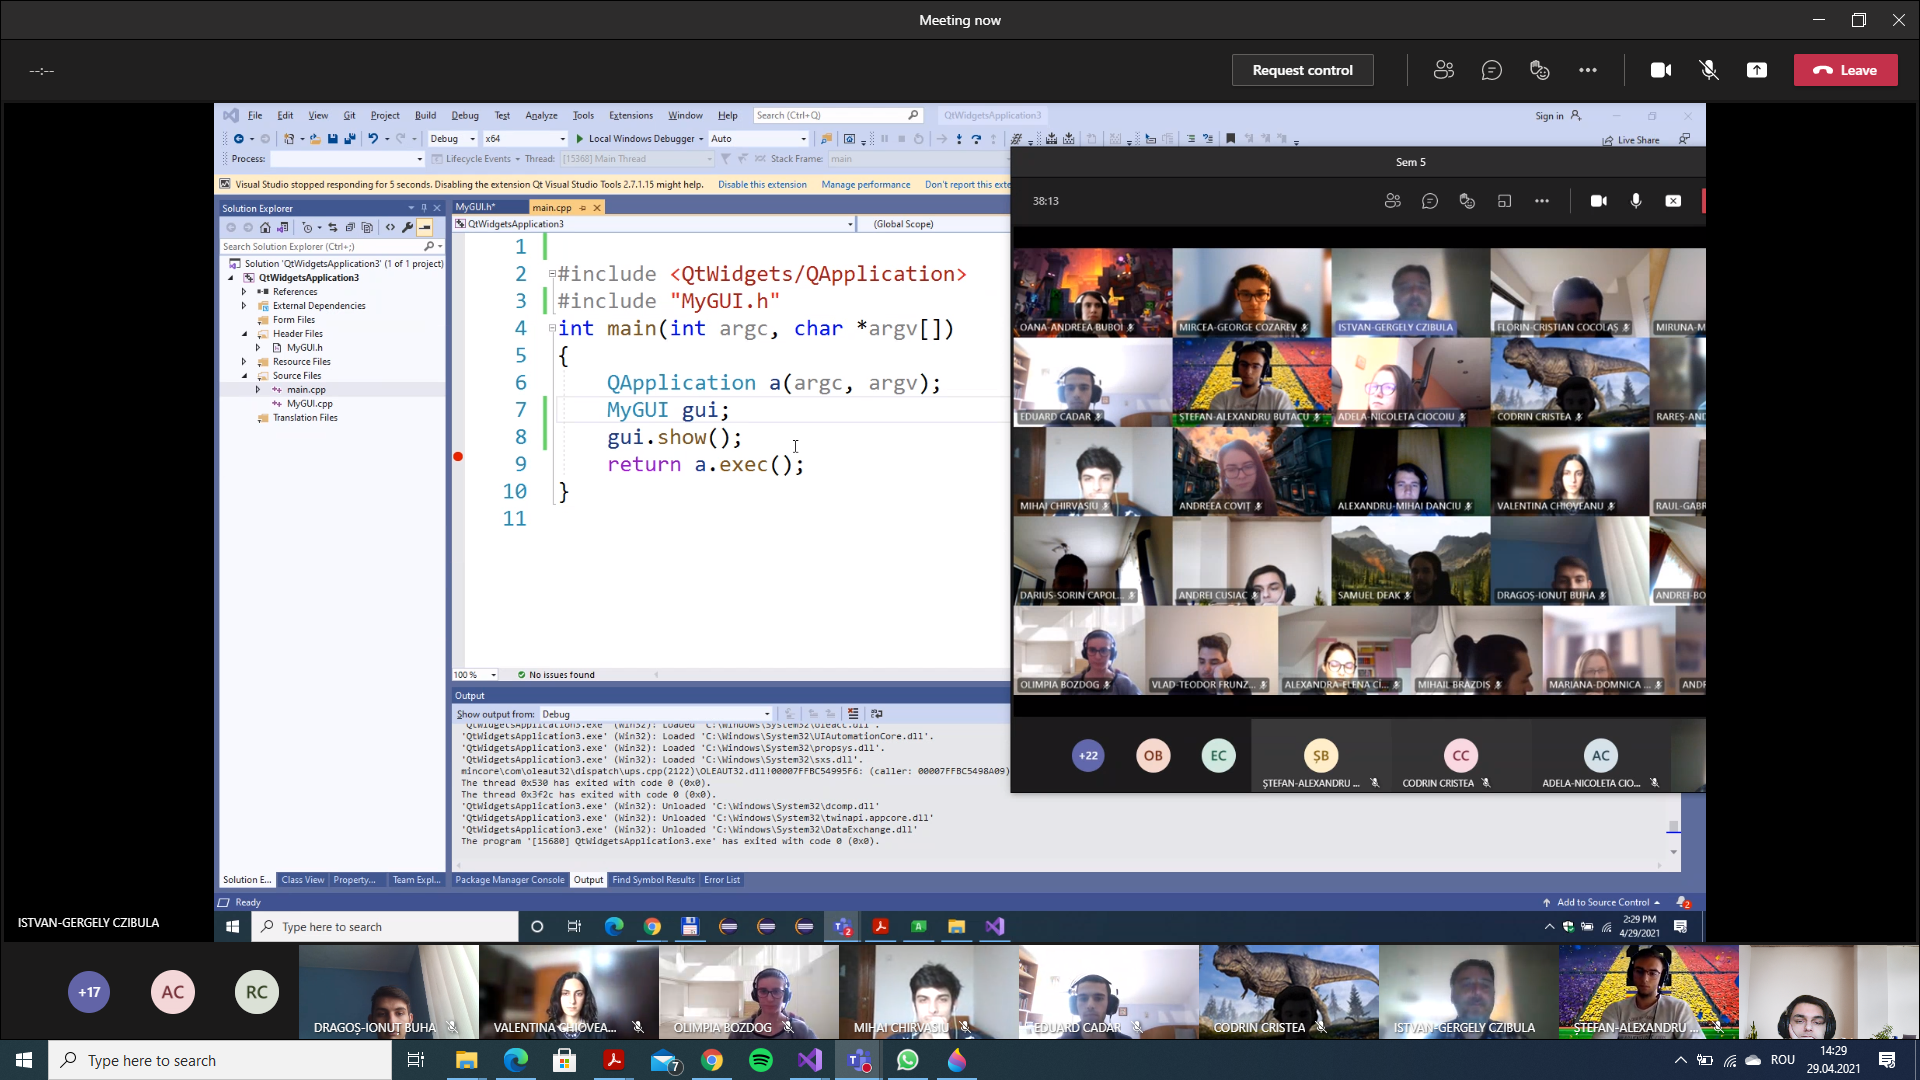 Meeting now
--:--
Request control
Leave
File Edit View Git Project Build Debug Test Analyze Tools Extensions Window Help Search (Ctrl+Q) QtWidgetsApplication3 Sign in
Debug x64 Local Windows Debugger Auto Live Share
Process: Lifecycle Events Thread: [15368] Main Thread Stack Frame: main
Visual Studio stopped responding for 5 seconds. Disabling the extension Qt Visual Studio Tools 2.7.1.15 might help. Disable this extension Manage performance Don't report this exte
Solution Explorer
Search Solution Explorer (Ctrl+;)
Solution 'QtWidgetsApplication3' (1 of 1 project)
QtWidgetsApplication3
References
External Dependencies
Form Files
Header Files
MyGUI.h
Resource Files
Source Files
main.cpp
MyGUI.cpp
Translation Files
Solution E... Class View Property... Team Expl...
MyGUI.h* main.cpp
QtWidgetsApplication3 (Global Scope)
1
2 #include <QtWidgets/QApplication>
3 #include "MyGUI.h"
4 int main(int argc, char *argv[])
5 {
6 QApplication a(argc, argv);
7 MyGUI gui;
8 gui.show();
9 return a.exec();
10 }
11
100 % No issues found
Output
Show output from: Debug
'QtWidgetsApplication3.exe' (Win32): Loaded 'C:\Windows\System32\oleacc.dll'.
'QtWidgetsApplication3.exe' (Win32): Loaded 'C:\Windows\System32\UIAutomationCore.dll'.
'QtWidgetsApplication3.exe' (Win32): Loaded 'C:\Windows\System32\propsys.dll'.
'QtWidgetsApplication3.exe' (Win32): Loaded 'C:\Windows\System32\sxs.dll'.
mincore\com\oleaut32\dispatch\ups.cpp(2122)\OLEAUT32.dll!00007FFBC54995F6: (caller: 00007FFBC5498A09)
The thread 0x530 has exited with code 0 (0x0).
The thread 0x3f2c has exited with code 0 (0x0).
'QtWidgetsApplication3.exe' (Win32): Unloaded 'C:\Windows\System32\dcomp.dll'
'QtWidgetsApplication3.exe' (Win32): Unloaded 'C:\Windows\System32\twinapi.appcore.dll'
'QtWidgetsApplication3.exe' (Win32): Unloaded 'C:\Windows\System32\DataExchange.dll'
The program '[15680] QtWidgetsApplication3.exe' has exited with code 0 (0x0).
Package Manager Console Output Find Symbol Results Error List
Ready Add to Source Control 2
Sem 5
38:13
OANA-ANDREEA BUBOI MIRCEA-GEORGE COZAREV ISTVAN-GERGELY CZIBULA FLORIN-CRISTIAN COCOLAȘ MIRUNA-M
EDUARD CADAR ȘTEFAN-ALEXANDRU BUTACU ADELA-NICOLETA CIOCOIU CODRIN CRISTEA RAREȘ-AND
MIHAI CHIRVASIU ANDREEA COVIT ALEXANDRU-MIHAI DANCIU VALENTINA CHIOVEANU RAUL-GABR
DARIUS-SORIN CAPOL... ANDREI CUSIAC SAMUEL DEAK DRAGOȘ-IONUȚ BUHA ANDREI-BO
OLIMPIA BOZDOG VLAD-TEODOR FRUNZ... ALEXANDRA-ELENA CÎ... MIHAIL BRAZDIȘ MARIANA-DOMNICA ... ANDR
+22 OB EC ȘB CC AC
ȘTEFAN-ALEXANDRU ... CODRIN CRISTEA ADELA-NICOLETA CIO...
ISTVAN-GERGELY CZIBULA
Type here to search 2 2:29 PM
4/29/2021
+17 AC RC
DRAGOȘ-IONUȚ BUHA VALENTINA CHIOVEA... OLIMPIA BOZDOG MIHAI CHIRVASIU EDUARD CADAR CODRIN CRISTEA ISTVAN-GERGELY CZIBULA ȘTEFAN-ALEXANDRU ...
Type here to search 7 ROU 14:29
29.04.2021